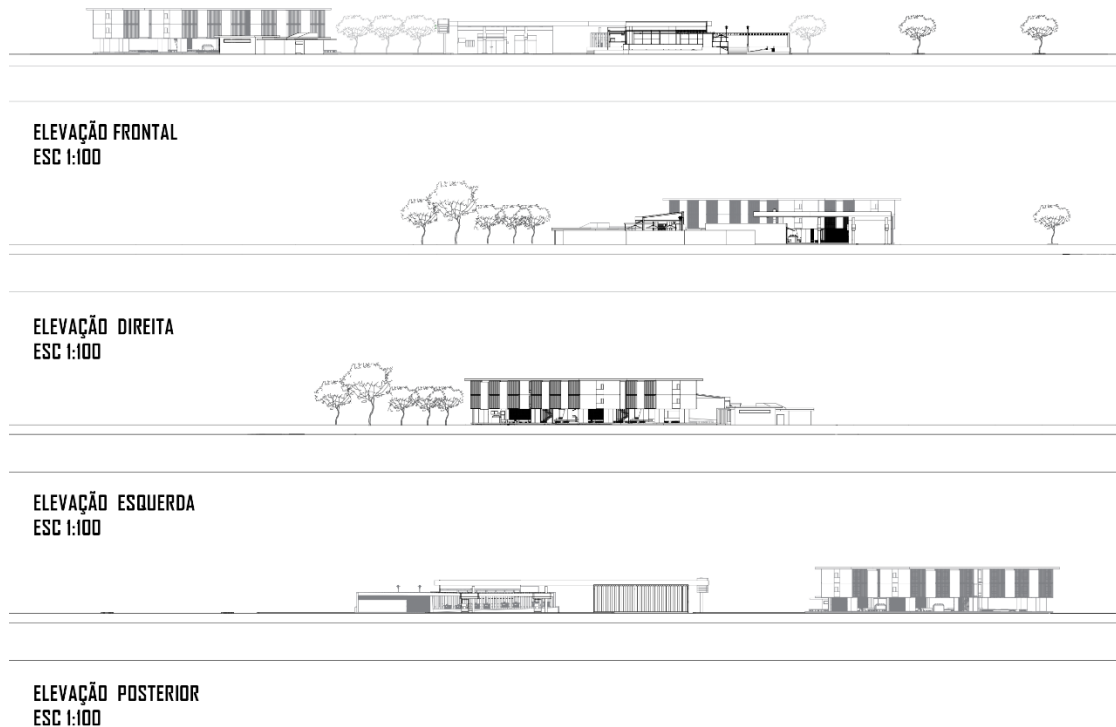 ELEVAÇÃO FRONTAL
ESC 1:100
ELEVAÇÃO DIREITA
ESC 1:100
ELEVAÇÃO ESQUERDA
ESC 1:100
ELEVAÇÃO POSTERIOR
ESC 1:100